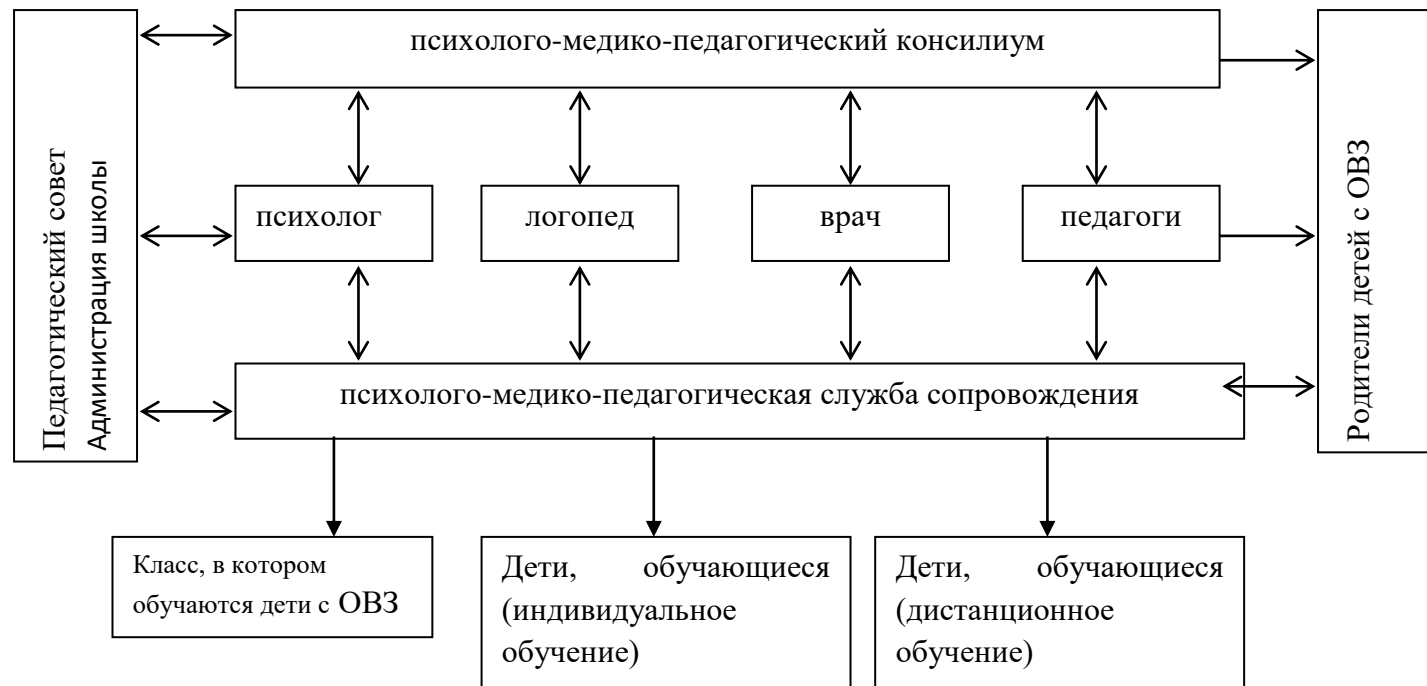 психолого-медико-педагогический консилиум
Педагогический совет
Администрация школы
Родители детей с ОВЗ
психолог
логопед
врач
педагоги
психолого-медико-педагогическая служба сопровождения
Класс, в котором
обучаются дети с ОВЗ
Дети, обучающиеся
(индивидуальное
обучение)
Дети, обучающиеся
(дистанционное
обучение)